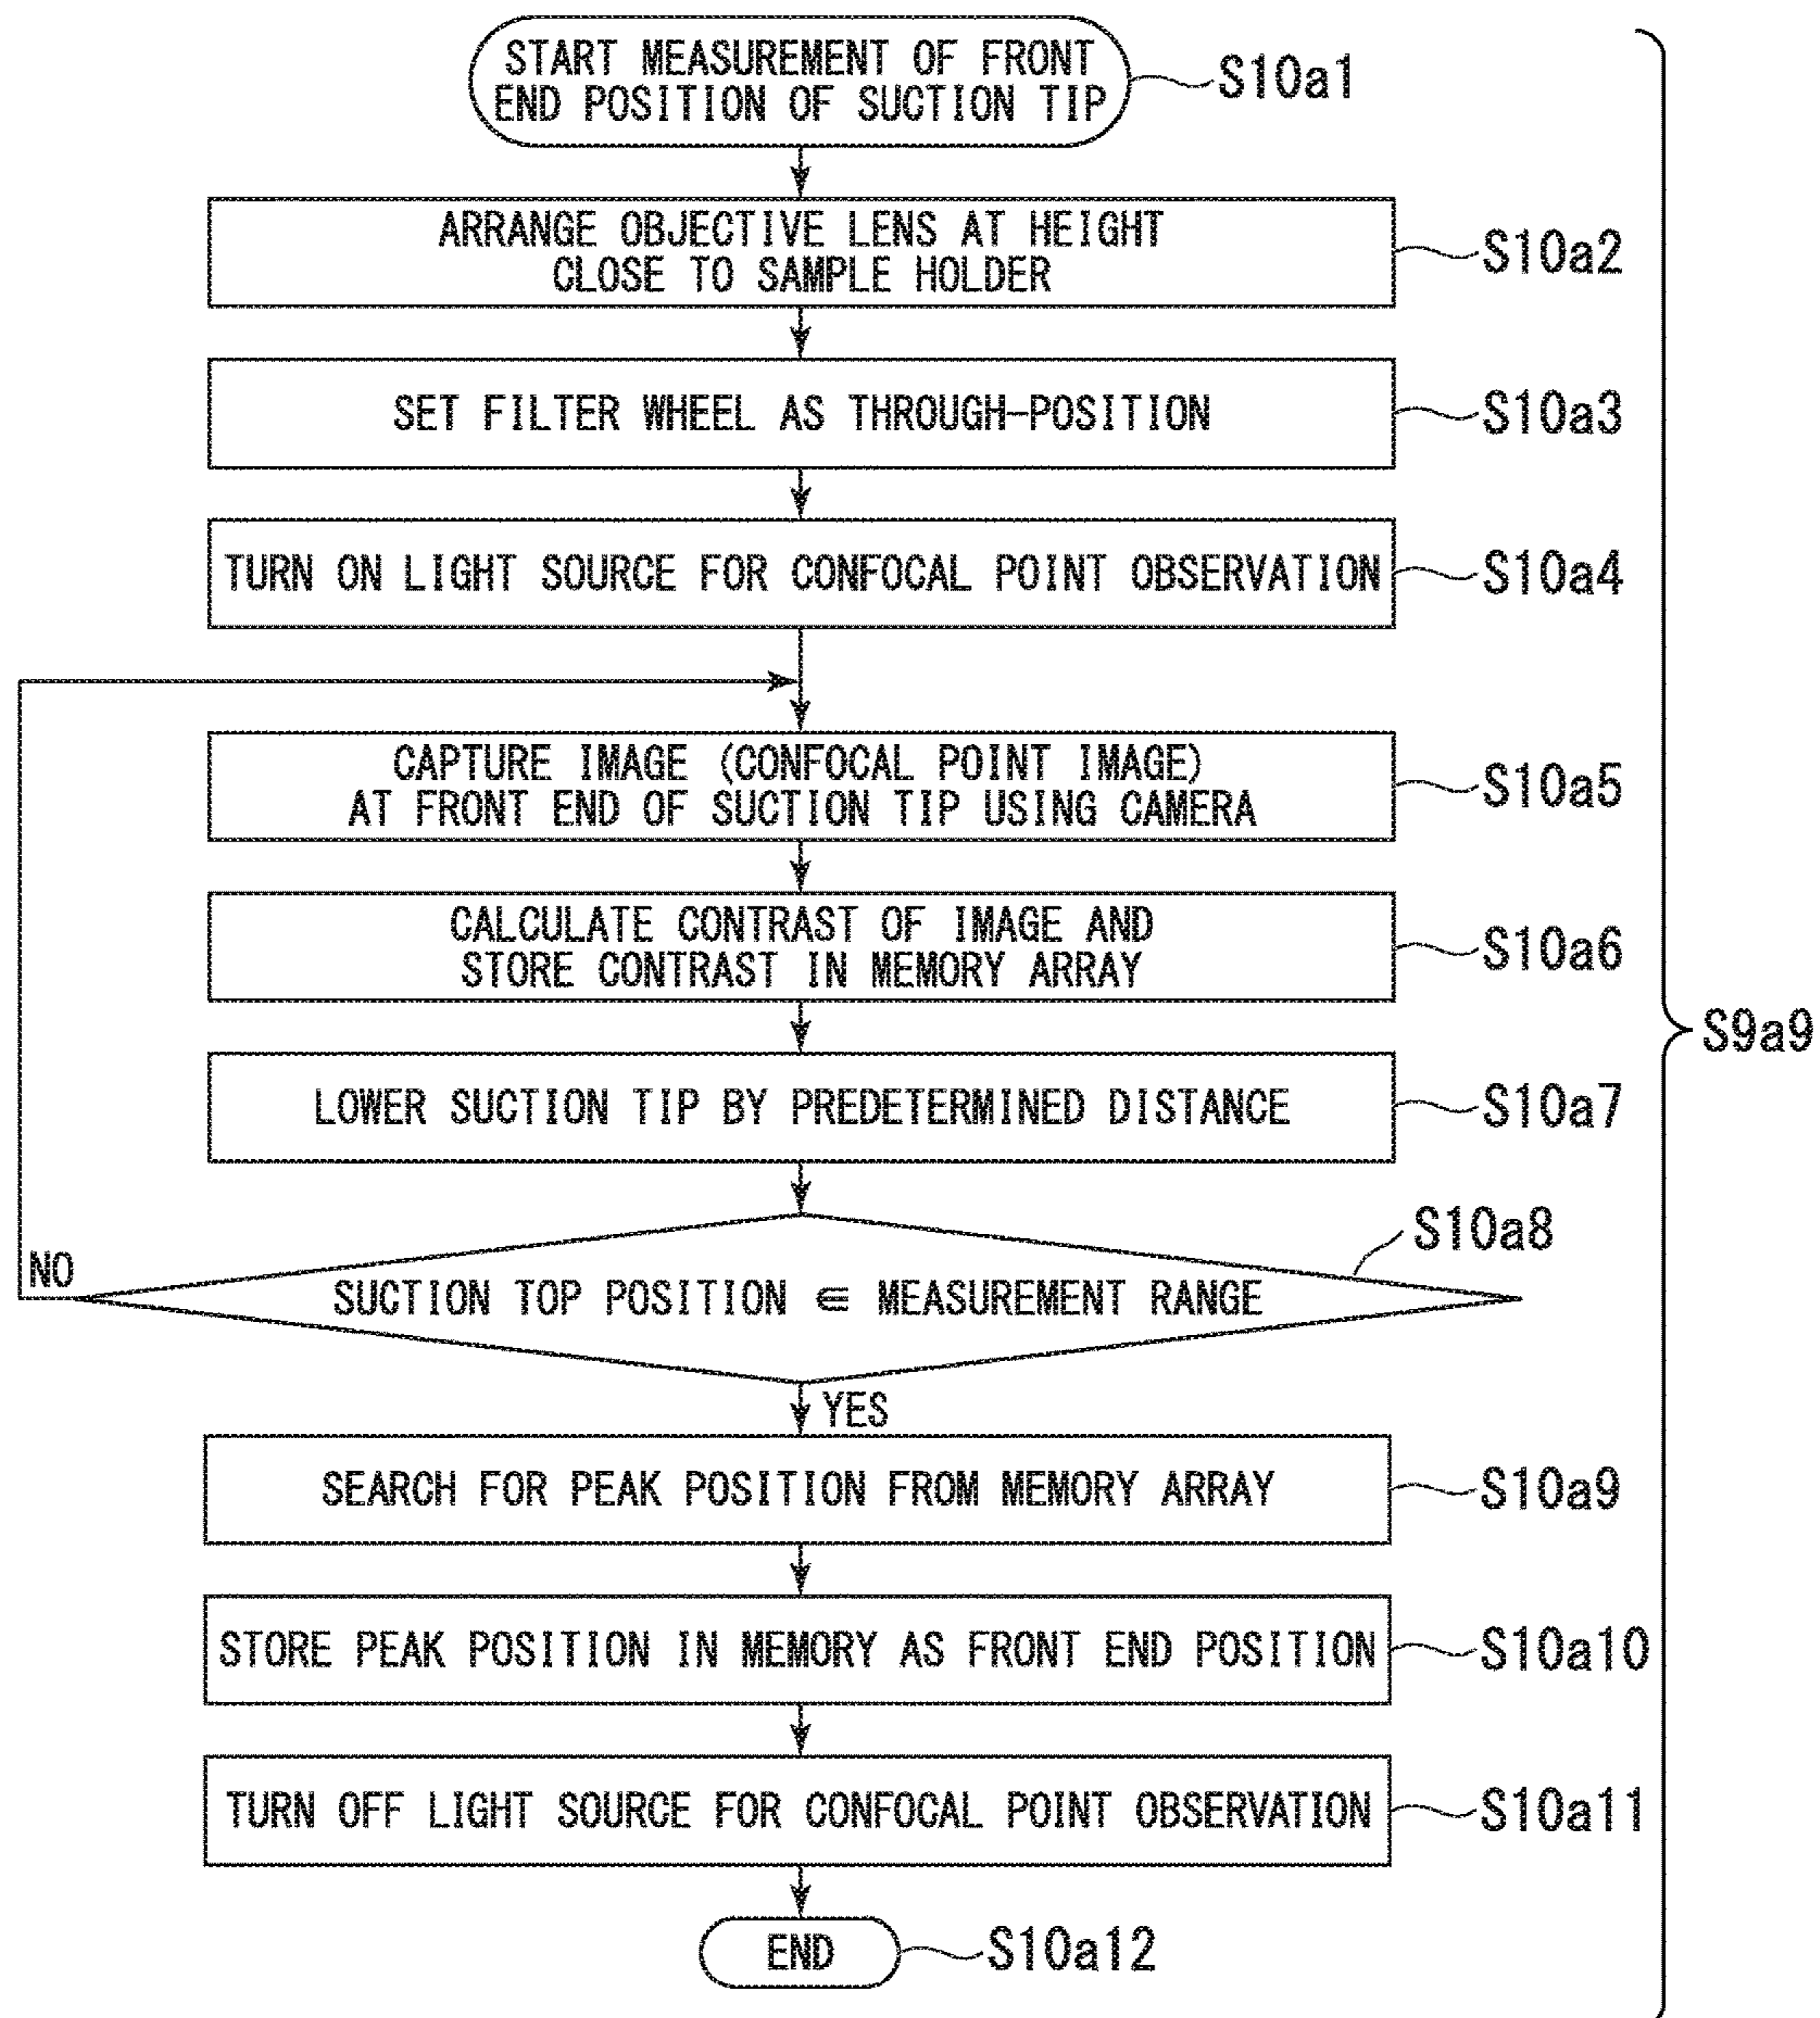 START MEASUREMENT OF FRONT
END POSITION OF SUCTION TIP
S10a1
ARRANGE OBJECTIVE LENS AT HEIGHT
CLOSE TO SAMPLE HOLDER
S10a2
SET FILTER WHEEL AS THROUGH-POSITION
S10a3
TURN ON LIGHT SOURCE FOR CONFOCAL POINT OBSERVATION
S10a4
CAPTURE IMAGE (CONFOCAL POINT IMAGE)
AT FRONT END OF SUCTION TIP USING CAMERA
S10a5
CALCULATE CONTRAST OF IMAGE AND
STORE CONTRAST IN MEMORY ARRAY
S10a6
S9a9
LOWER SUCTION TIP BY PREDETERMINED DISTANCE
S10a7
S10a8
NO
SUCTION TOP POSITION ∈ MEASUREMENT RANGE
YES
SEARCH FOR PEAK POSITION FROM MEMORY ARRAY
S10a9
STORE PEAK POSITION IN MEMORY AS FRONT END POSITION
S10a10
TURN OFF LIGHT SOURCE FOR CONFOCAL POINT OBSERVATION
S10a11
END
S10a12